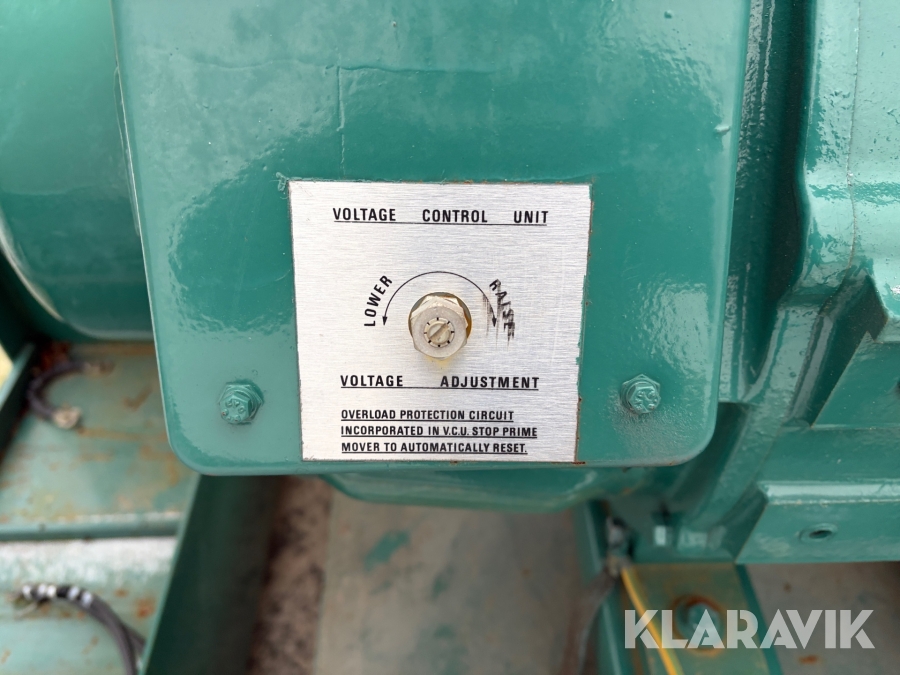 VOLTAGE CONTROL UNIT
LOWER
RAISE
VOLTAGE ADJUSTMENT
OVERLOAD PROTECTION CIRCUIT
INCORPORATED IN V.C.U. STOP PRIME
MOVER TO AUTOMATICALLY RESET.
KLARAVIK